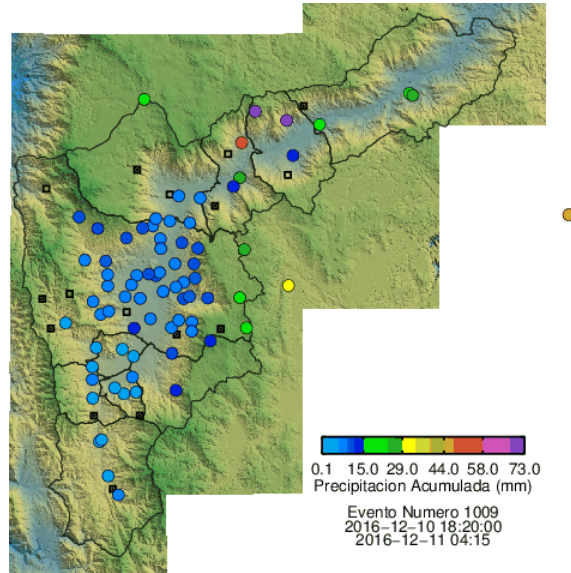 0.1 15.0 29.0 44.0 58.0 73.0
Precipitacion Acumulada (mm)
Evento Numero 1009
2016-12-10 18:20:00
2016-12-11 04:15